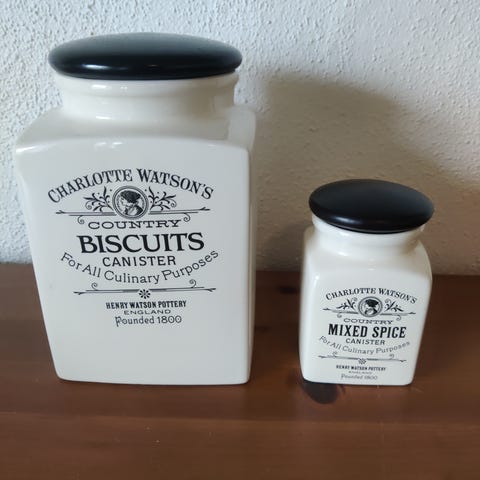 CHARLOTTE WATSON'S
COUNTRY
BISCUITS
CANISTER
For All Culinary Purposes
HENRY WATSON POTTERY
ENGLAND
Founded 1800
CHARLOTTE WATSON'S
COUNTRY
MIXED SPICE
CANISTER
For All Culinary Purposes
HENRY WATSON POTTERY
ENGLAND
Founded 1800